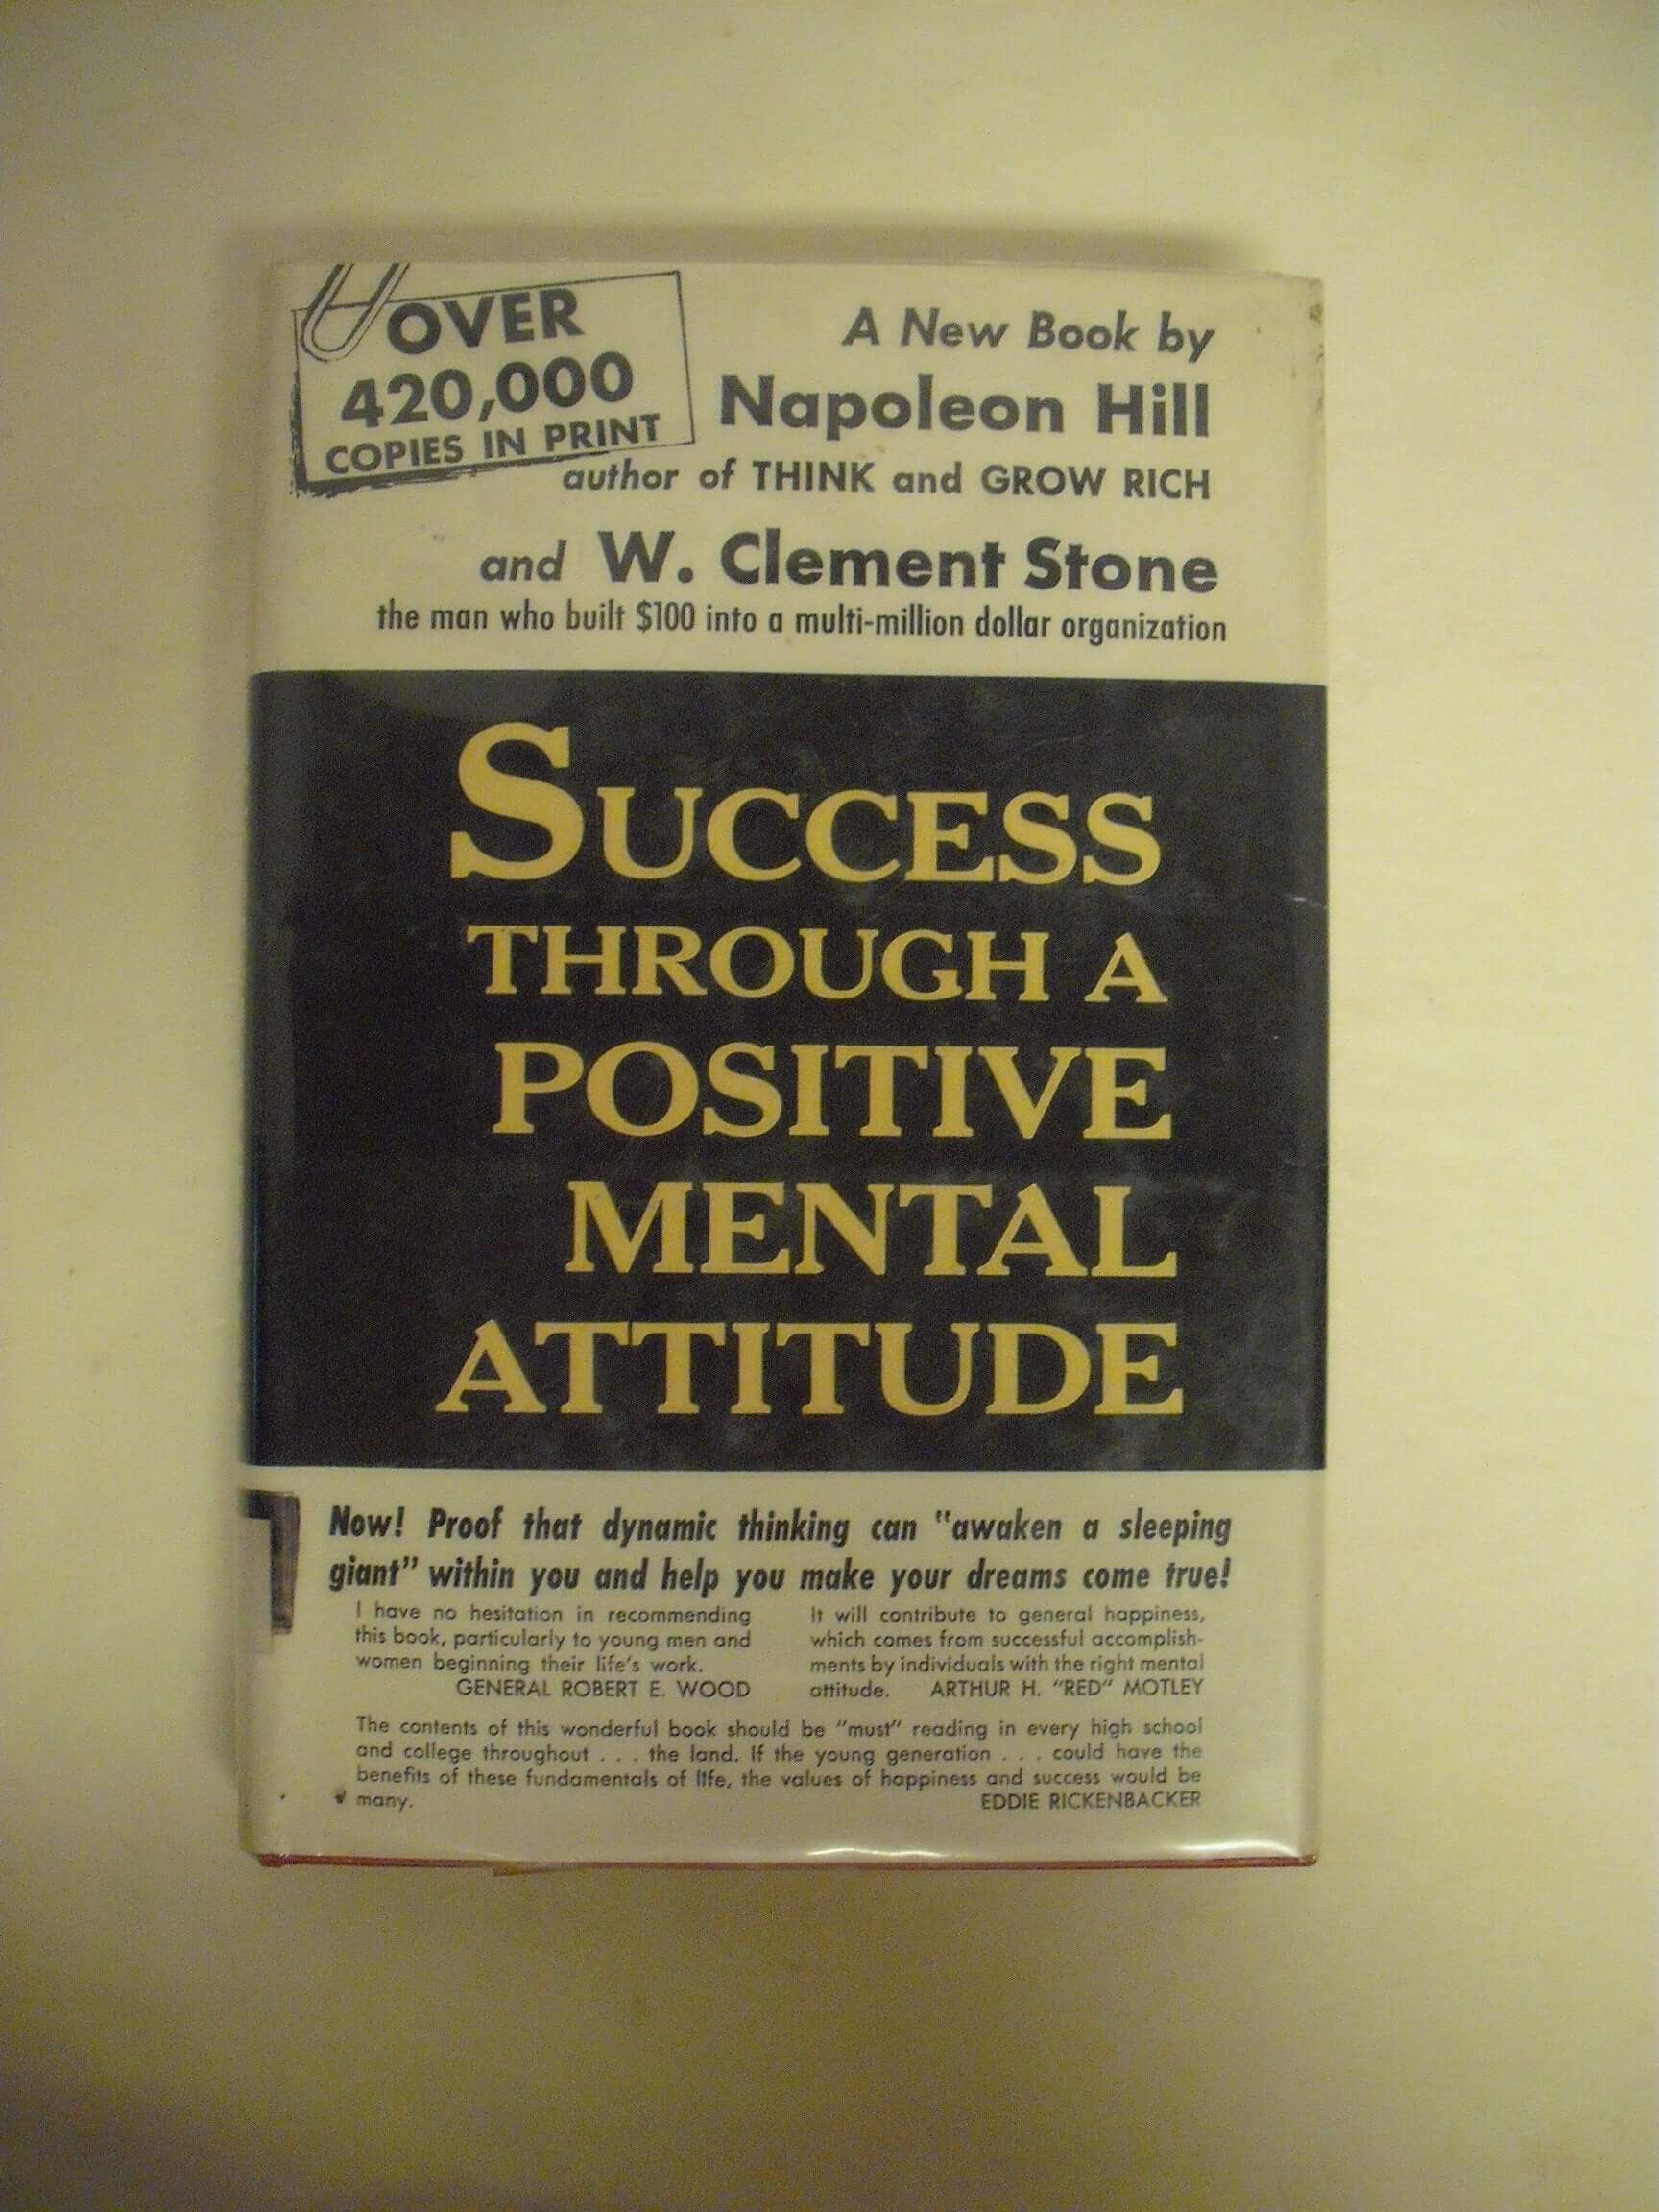 OVER
420,000
COPIES IN PRINT
A New Book by
Napoleon Hill
author of THINK and GROW RICH
and W. Clement Stone
the man who built $100 into a multi-million dollar organization
SUCCESS
THROUGH A
POSITIVE
MENTAL
ATTITUDE
Now! Proof that dynamic thinking can "awaken a sleeping
giant" within you and help you make your dreams come true!
I have no hesitation in recommending
this book, particularly to young men and
women beginning their life's work.
GENERAL ROBERT E. WOOD
It will contribute to general happiness,
which comes from successful accomplish-
ments by individuals with the right mental
attitude. ARTHUR H. "RED" MOTLEY
The contents of this wonderful book should be "must" reading in every high school
and college throughout . . . the land. If the young generation . . . could have the
benefits of these fundamentals of life, the values of happiness and success would be
many. EDDIE RICKENBACKER